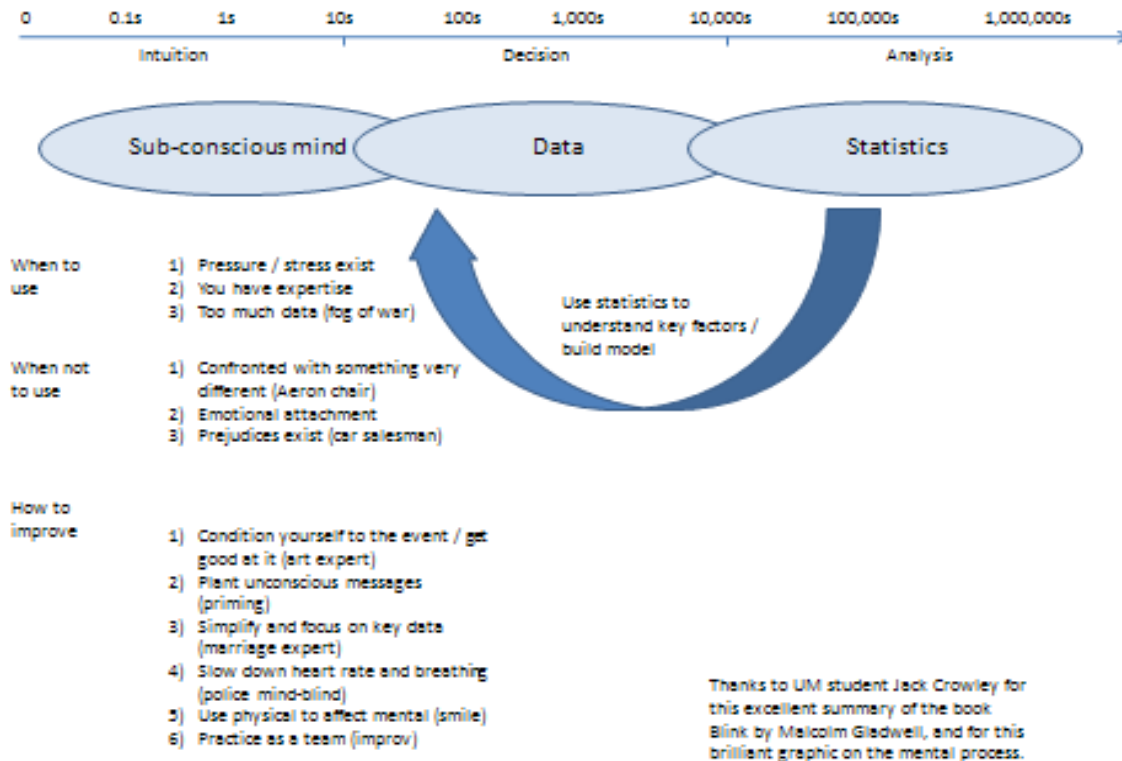 0 0.1s 1s 10s 100s 1,000s 10,000s 100,000s 1,000,000s
Intuition Decision Analysis
Sub-conscious mind Data Statistics
When to
use
1) Pressure / stress exist
2) You have expertise
3) Too much data (fog of war)
Use statistics to
understand key factors /
build model
When not
to use
1) Confronted with something very
different (Aeron chair)
2) Emotional attachment
3) Prejudices exist (car salesman)
How to
improve
1) Condition yourself to the event / get
good at it (art expert)
2) Plant unconscious messages
(priming)
3) Simplify and focus on key data
(marriage expert)
4) Slow down heart rate and breathing
(police mind-blind)
5) Use physical to affect mental (smile)
6) Practice as a team (improv)
Thanks to UM student Jack Crowley for
this excellent summary of the book
Blink by Malcolm Gladwell, and for this
brilliant graphic on the mental process.